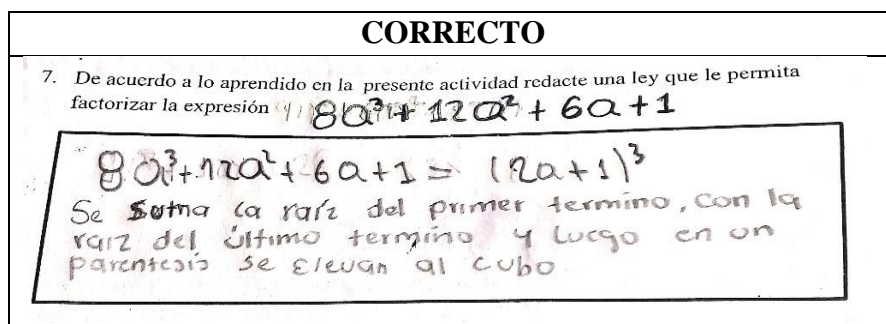 CORRECTO
7. De acuerdo a lo aprendido en la presente actividad redacte una ley que le permita
factorizar la expresión 8a³ + 12a² + 6a + 1
8a³ + 12a² + 6a + 1 = (2a + 1)³
Se suma la raíz del primer termino, con la
raiz del último termino y luego en un
parentesis se elevan al cubo